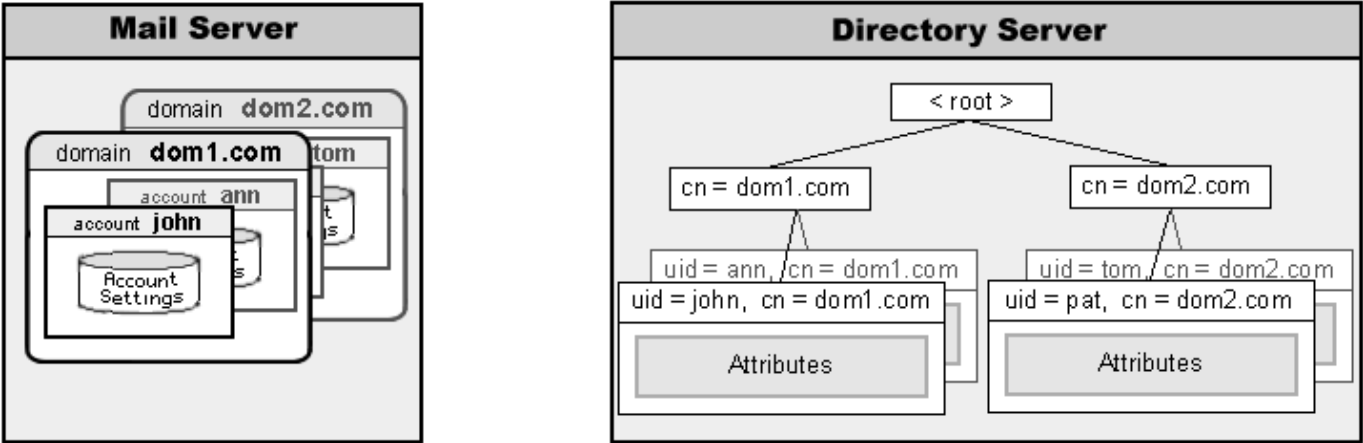 Mail Server
domain dom2.com
domain dom1.com
tom
account ann
account john
Account
Settings
Directory Server
< root >
cn = dom1.com
cn = dom2.com
uid = ann, cn = dom1.com
uid = tom, cn = dom2.com
uid = john, cn = dom1.com
uid = pat, cn = dom2.com
Attributes
Attributes